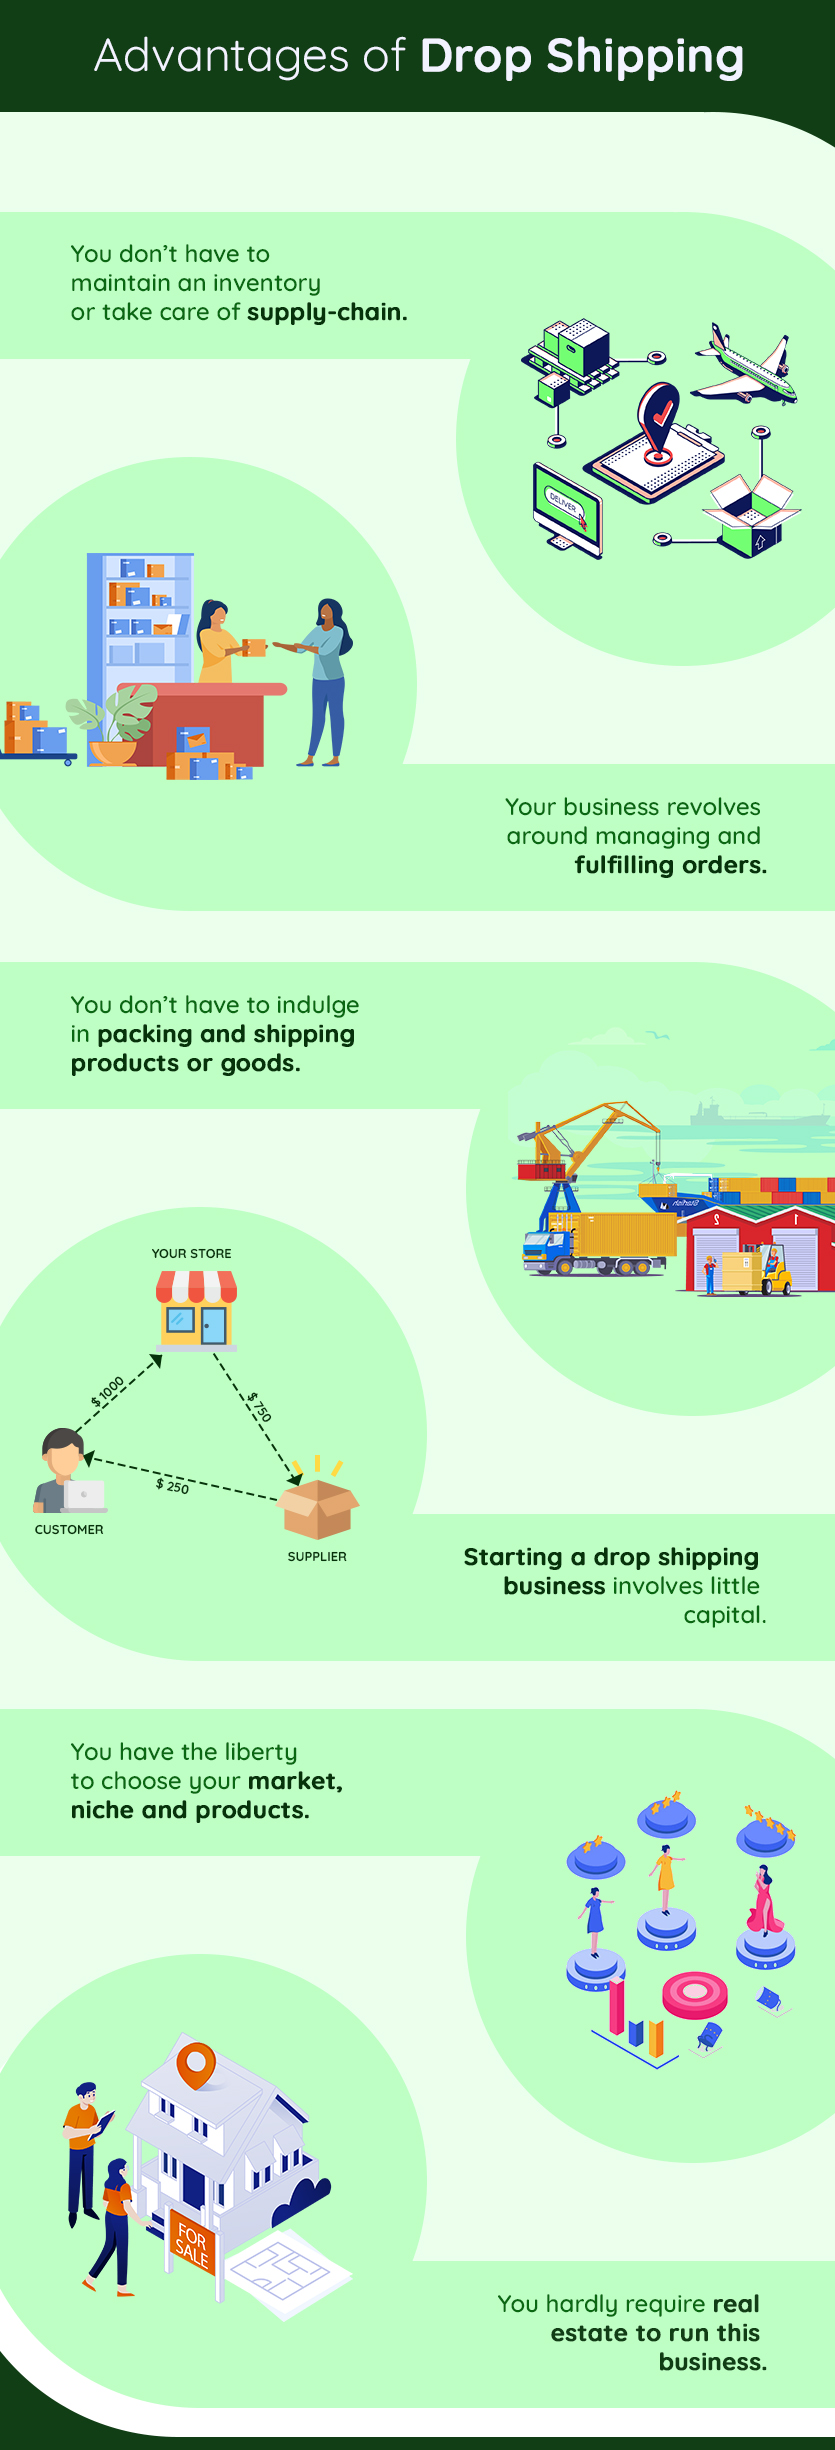 Advantages of Drop Shipping
You don't have to
maintain an inventory
or take care of supply-chain.
DELIVER
Your business revolves
around managing and
fulfilling orders.
You don't have to indulge
in packing and shipping
products or goods.
2
1
YOUR STORE
$ 1000
$ 750
$ 250
CUSTOMER
SUPPLIER
Starting a drop shipping
business involves little
capital.
You have the liberty
to choose your market,
niche and products.
FOR
SALE
You hardly require real
estate to run this
business.